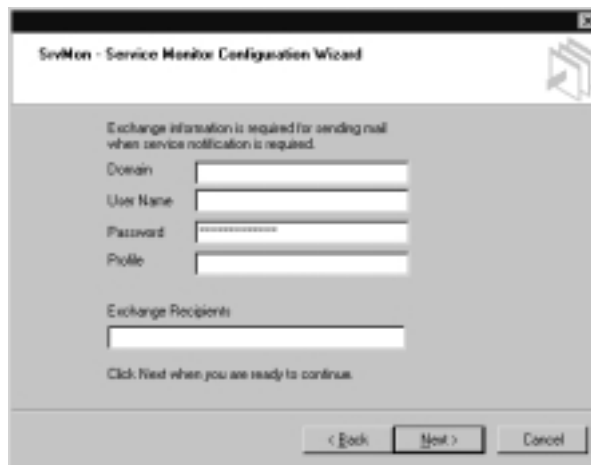 SrvMon - Service Monitor Configuration Wizard
Exchange information is required for sending mail
when service notification is required.
Domain
User Name
Password
**************
Profile
Exchange Recipients
Click Next when you are ready to continue.
< Back Next > Cancel